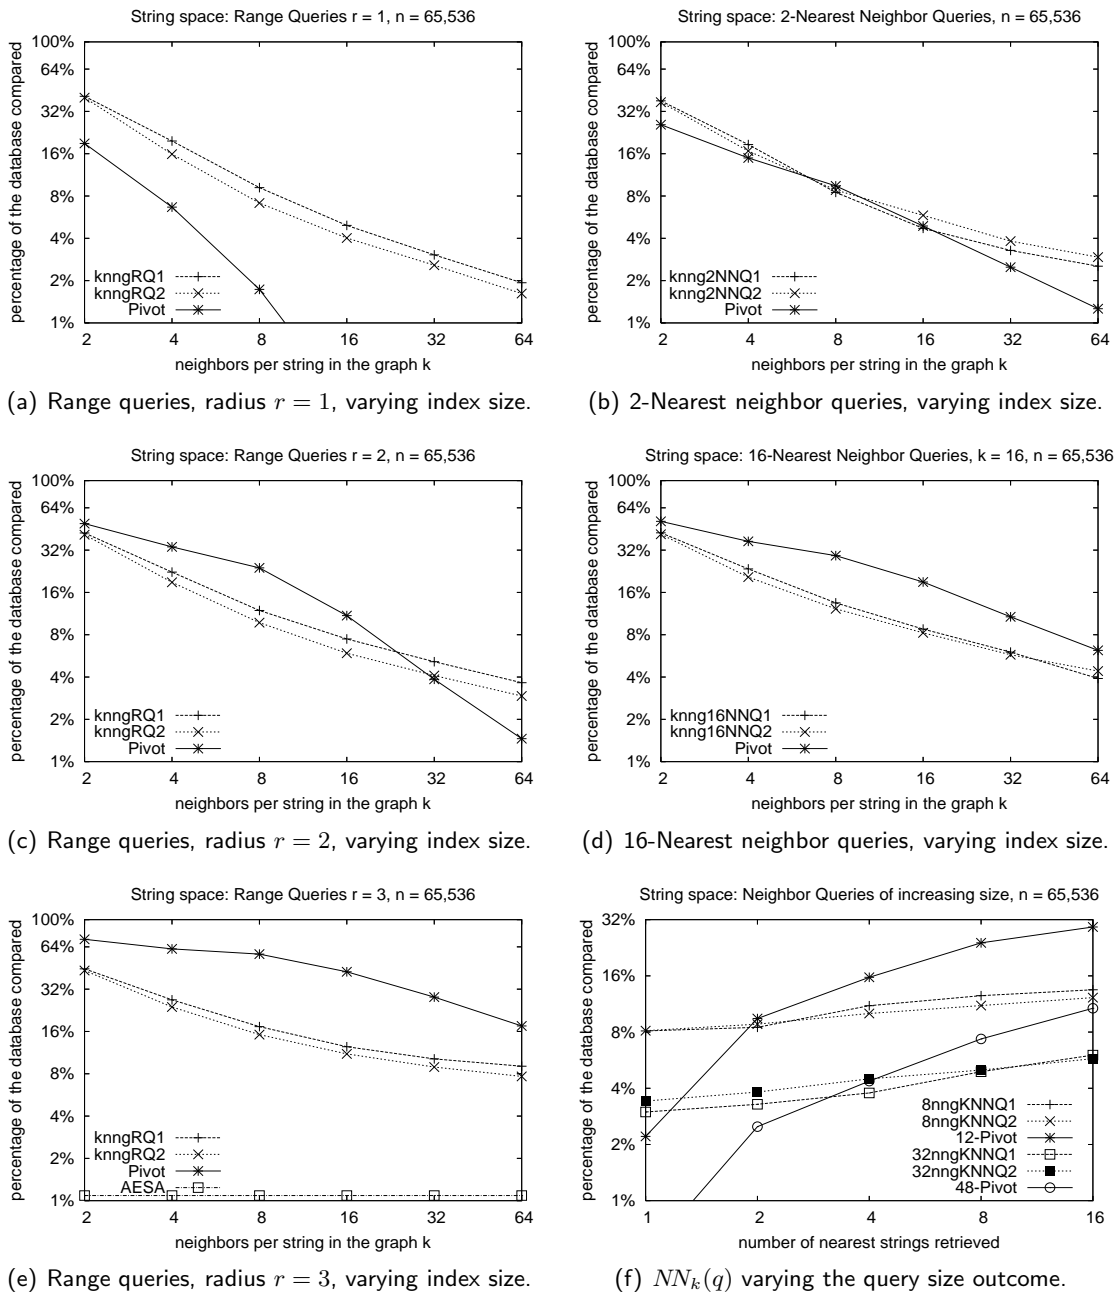 String space: Range Queries r = 1, n = 65,536
percentage of the database compared
100%
64%
32%
16%
8%
4%
2%
1%
knngRQ1
knngRQ2
Pivot
2 4 8 16 32 64
neighbors per string in the graph k
(a) Range queries, radius r = 1, varying index size.
String space: 2-Nearest Neighbor Queries, n = 65,536
percentage of the database compared
100%
64%
32%
16%
8%
4%
2%
1%
knng2NNQ1
knng2NNQ2
Pivot
2 4 8 16 32 64
neighbors per string in the graph k
(b) 2-Nearest neighbor queries, varying index size.
String space: Range Queries r = 2, n = 65,536
percentage of the database compared
100%
64%
32%
16%
8%
4%
2%
1%
knngRQ1
knngRQ2
Pivot
2 4 8 16 32 64
neighbors per string in the graph k
(c) Range queries, radius r = 2, varying index size.
String space: 16-Nearest Neighbor Queries, k = 16, n = 65,536
percentage of the database compared
100%
64%
32%
16%
8%
4%
2%
1%
knng16NNQ1
knng16NNQ2
Pivot
2 4 8 16 32 64
neighbors per string in the graph k
(d) 16-Nearest neighbor queries, varying index size.
String space: Range Queries r = 3, n = 65,536
percentage of the database compared
100%
64%
32%
16%
8%
4%
2%
1%
knngRQ1
knngRQ2
Pivot
AESA
2 4 8 16 32 64
neighbors per string in the graph k
(e) Range queries, radius r = 3, varying index size.
String space: Neighbor Queries of increasing size, n = 65,536
percentage of the database compared
32%
16%
8%
4%
2%
1%
8nngKNNQ1
8nngKNNQ2
12-Pivot
32nngKNNQ1
32nngKNNQ2
48-Pivot
1 2 4 8 16
number of nearest strings retrieved
(f) NNk(q) varying the query size outcome.